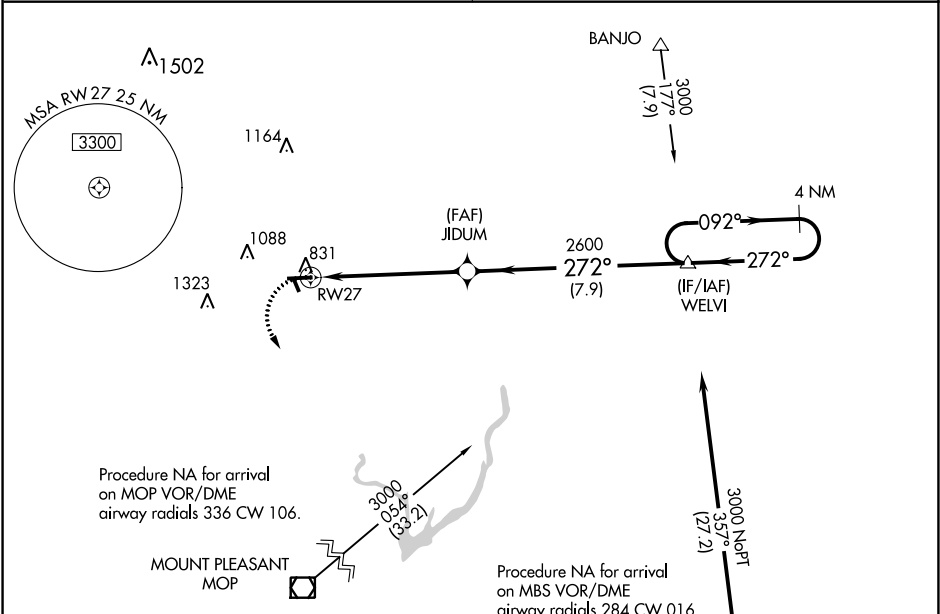 BANJO
3000
177°
(7.9)
1502
MSA RW27 25 NM
3300
1164
4 NM
092°
(FAF)
JIDUM
2600
272°
(7.9)
272°
(IF/IAF)
WELVI
1088
831
1323
RW27
Procedure NA for arrival
on MOP VOR/DME
airway radials 336 CW 106.
3000
054°
(33.2)
3000 NoPT
357°
(27.2)
MOUNT PLEASANT
MOP
Procedure NA for arrival
on MBS VOR/DME
airway radials 284 CW 016